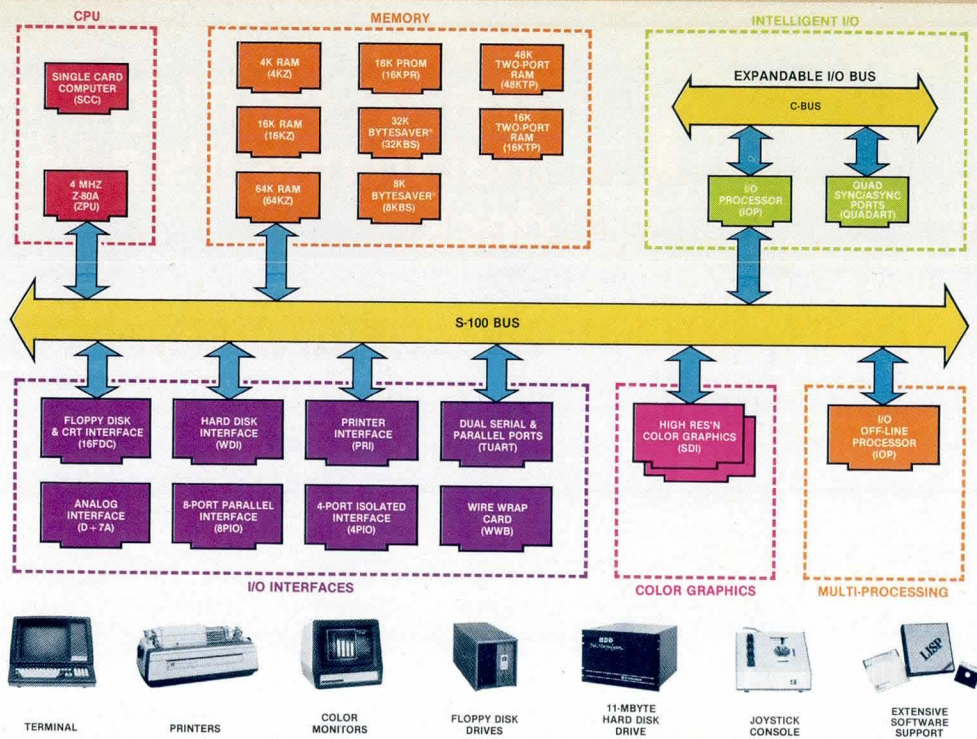 CPU
SINGLE CARD
COMPUTER
(SCC)
4 MHZ
Z-80A
(ZPU)
MEMORY
4K RAM
(4KZ)
16K PROM
(16KPR)
48K
TWO-PORT
RAM
(48KTP)
16K RAM
(16KZ)
32K
BYTESAVER®
(32KBS)
16K
TWO-PORT
RAM
(16KTP)
64K RAM
(64KZ)
8K
BYTESAVER®
(8KBS)
INTELLIGENT I/O
EXPANDABLE I/O BUS
C-BUS
I/O
PROCESSOR
(IOP)
QUAD
SYNC/ASYNC
PORTS
(QUADART)
S-100 BUS
FLOPPY DISK
& CRT INTERFACE
(16FDC)
HARD DISK
INTERFACE
(WDI)
PRINTER
INTERFACE
(PRI)
DUAL SERIAL &
PARALLEL PORTS
(TUART)
ANALOG
INTERFACE
(D + 7A)
8-PORT PARALLEL
INTERFACE
(8PIO)
4-PORT ISOLATED
INTERFACE
(4PIO)
WIRE WRAP
CARD
(WWB)
I/O INTERFACES
HIGH RES'N
COLOR GRAPHICS
(SDI)
COLOR GRAPHICS
I/O
OFF-LINE
PROCESSOR
(IOP)
MULTI-PROCESSING
LISP
TERMINAL
PRINTERS
COLOR
MONITORS
FLOPPY DISK
DRIVES
11-MBYTE
HARD DISK
DRIVE
JOYSTICK
CONSOLE
EXTENSIVE
SOFTWARE
SUPPORT